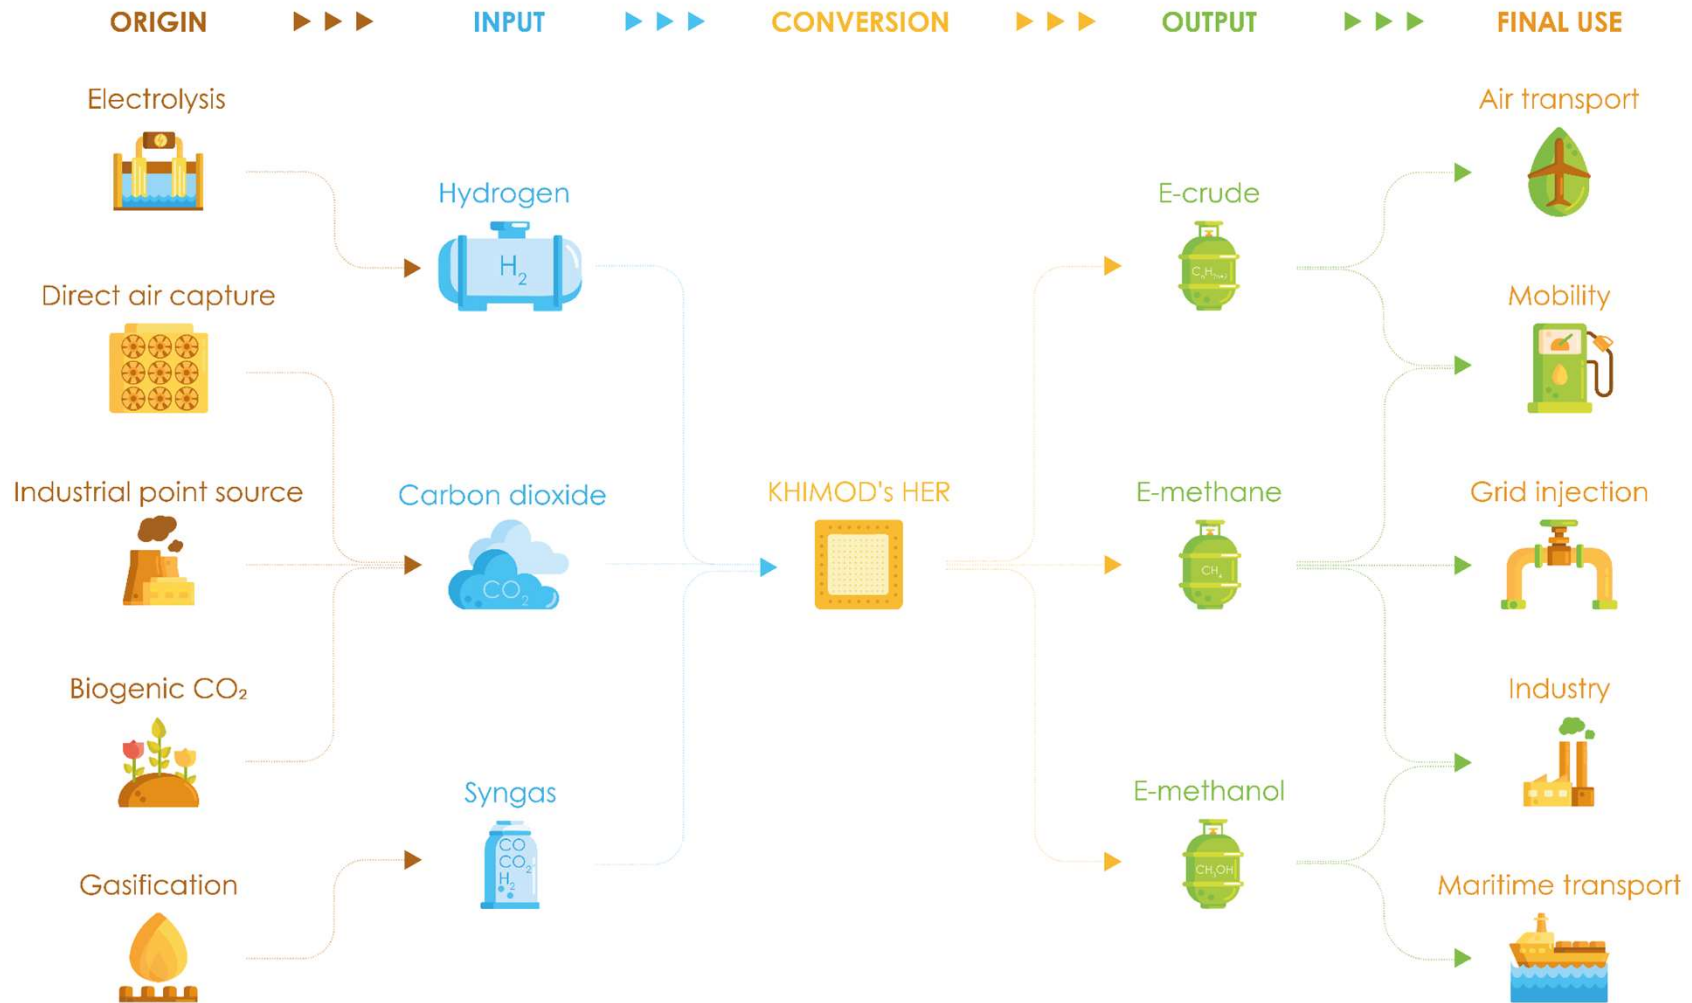 ORIGIN
INPUT
CONVERSION
OUTPUT
FINAL USE
Electrolysis
Direct air capture
Industrial point source
Biogenic CO₂
Gasification
Hydrogen
H₂
Carbon dioxide
CO₂
Syngas
CO
CO₂
H₂
KHIMOD's HER
E-crude
CₙH₂ₙ₊₂
E-methane
CH₄
E-methanol
CH₃OH
Air transport
Mobility
Grid injection
Industry
Maritime transport